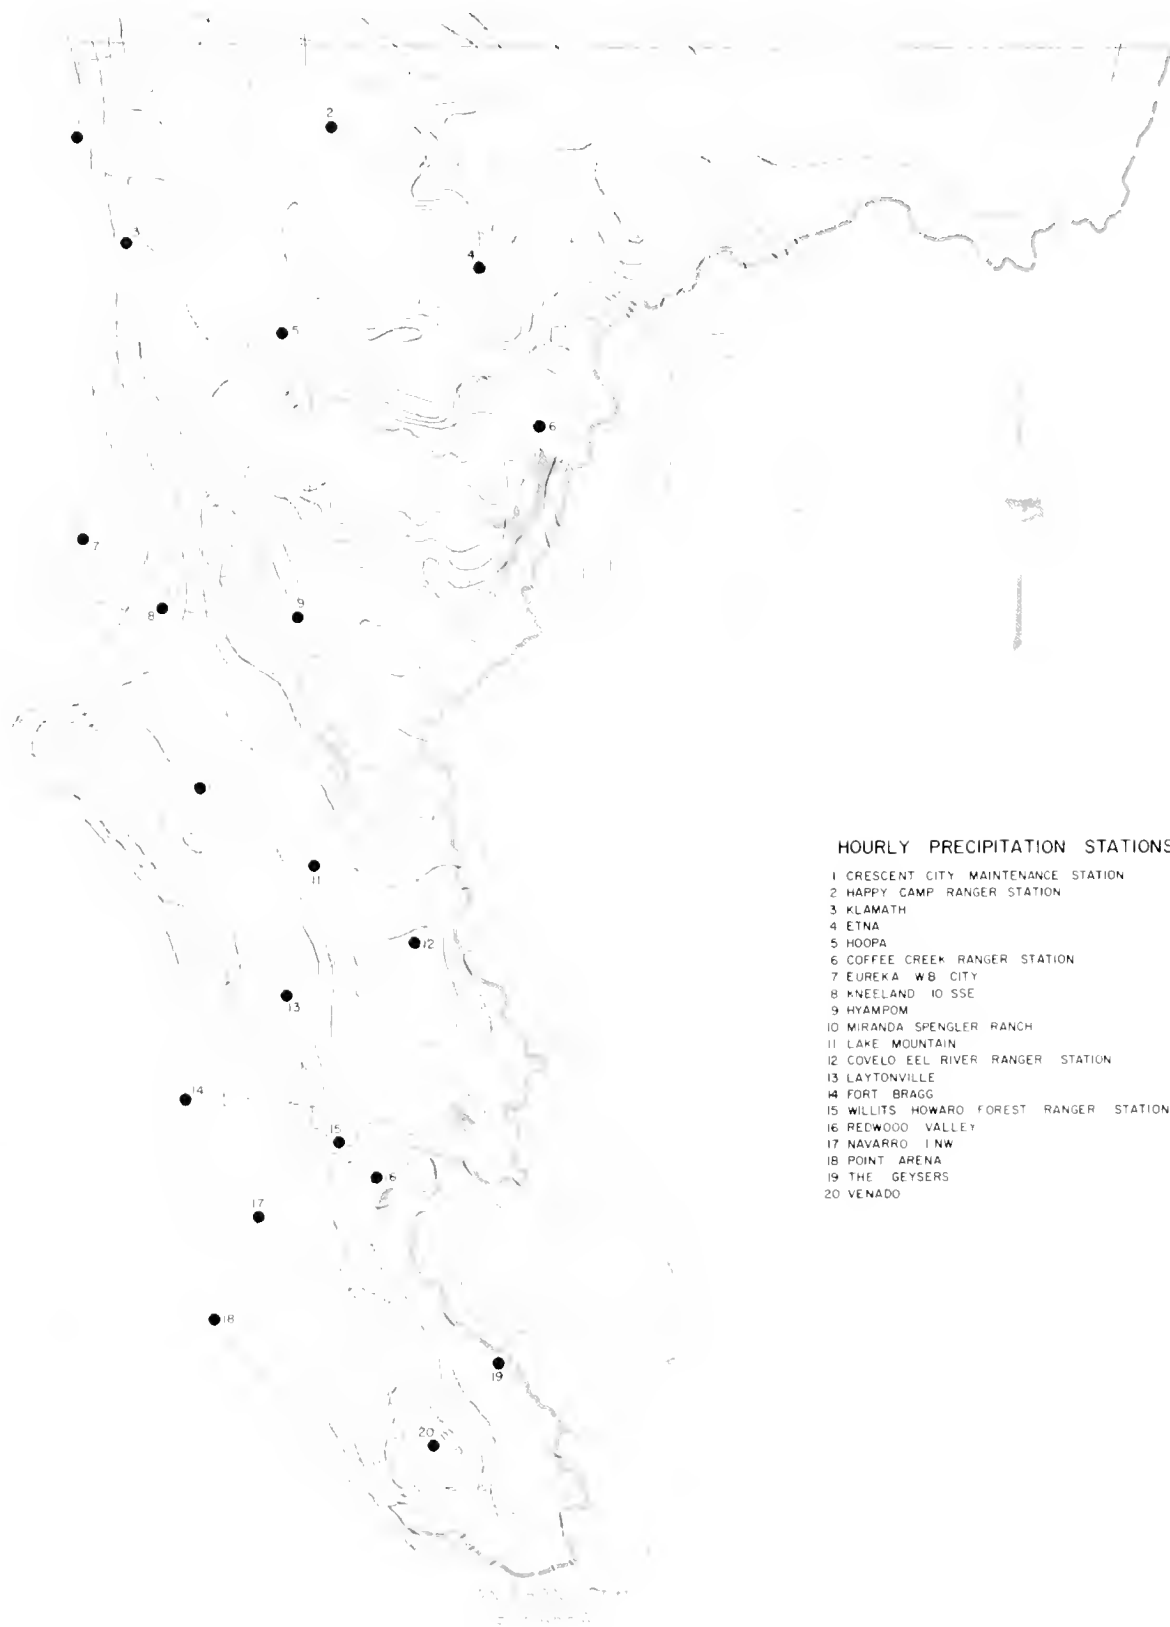 2
3
4
5
6
7
8
9
11
12
13
14
15
16
17
18
19
20
HOURLY PRECIPITATION STATIONS
1 CRESCENT CITY MAINTENANCE STATION
2 HAPPY CAMP RANGER STATION
3 KLAMATH
4 ETNA
5 HOOPA
6 COFFEE CREEK RANGER STATION
7 EUREKA WB CITY
8 KNEELAND 10 SSE
9 HYAMPOM
10 MIRANDA SPENGLER RANCH
11 LAKE MOUNTAIN
12 COVELO EEL RIVER RANGER STATION
13 LAYTONVILLE
14 FORT BRAGG
15 WILLITS HOWARD FOREST RANGER STATION
16 REDWOOD VALLEY
17 NAVARRO 1 NW
18 POINT ARENA
19 THE GEYSERS
20 VENADO